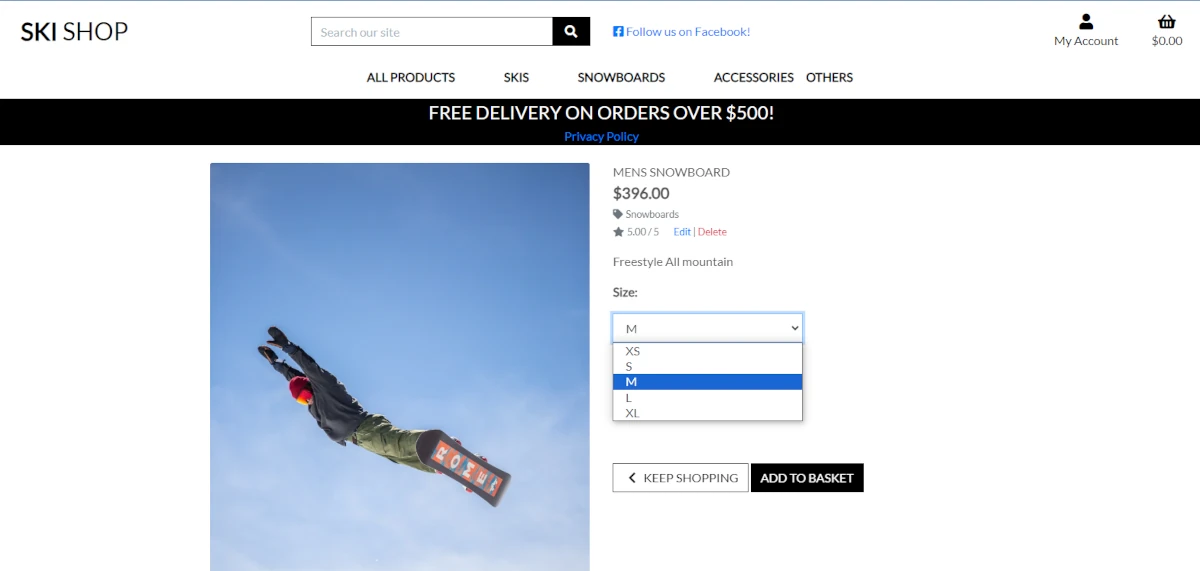 SKI SHOP
Search our site
Follow us on Facebook!
My Account
$0.00
ALL PRODUCTS SKIS SNOWBOARDS ACCESSORIES OTHERS
FREE DELIVERY ON ORDERS OVER $500!
Privacy Policy
MENS SNOWBOARD
$396.00
Snowboards
5.00 / 5 Edit | Delete
Freestyle All mountain
Size:
M
XS
S
M
L
XL
KEEP SHOPPING
ADD TO BASKET
ROME